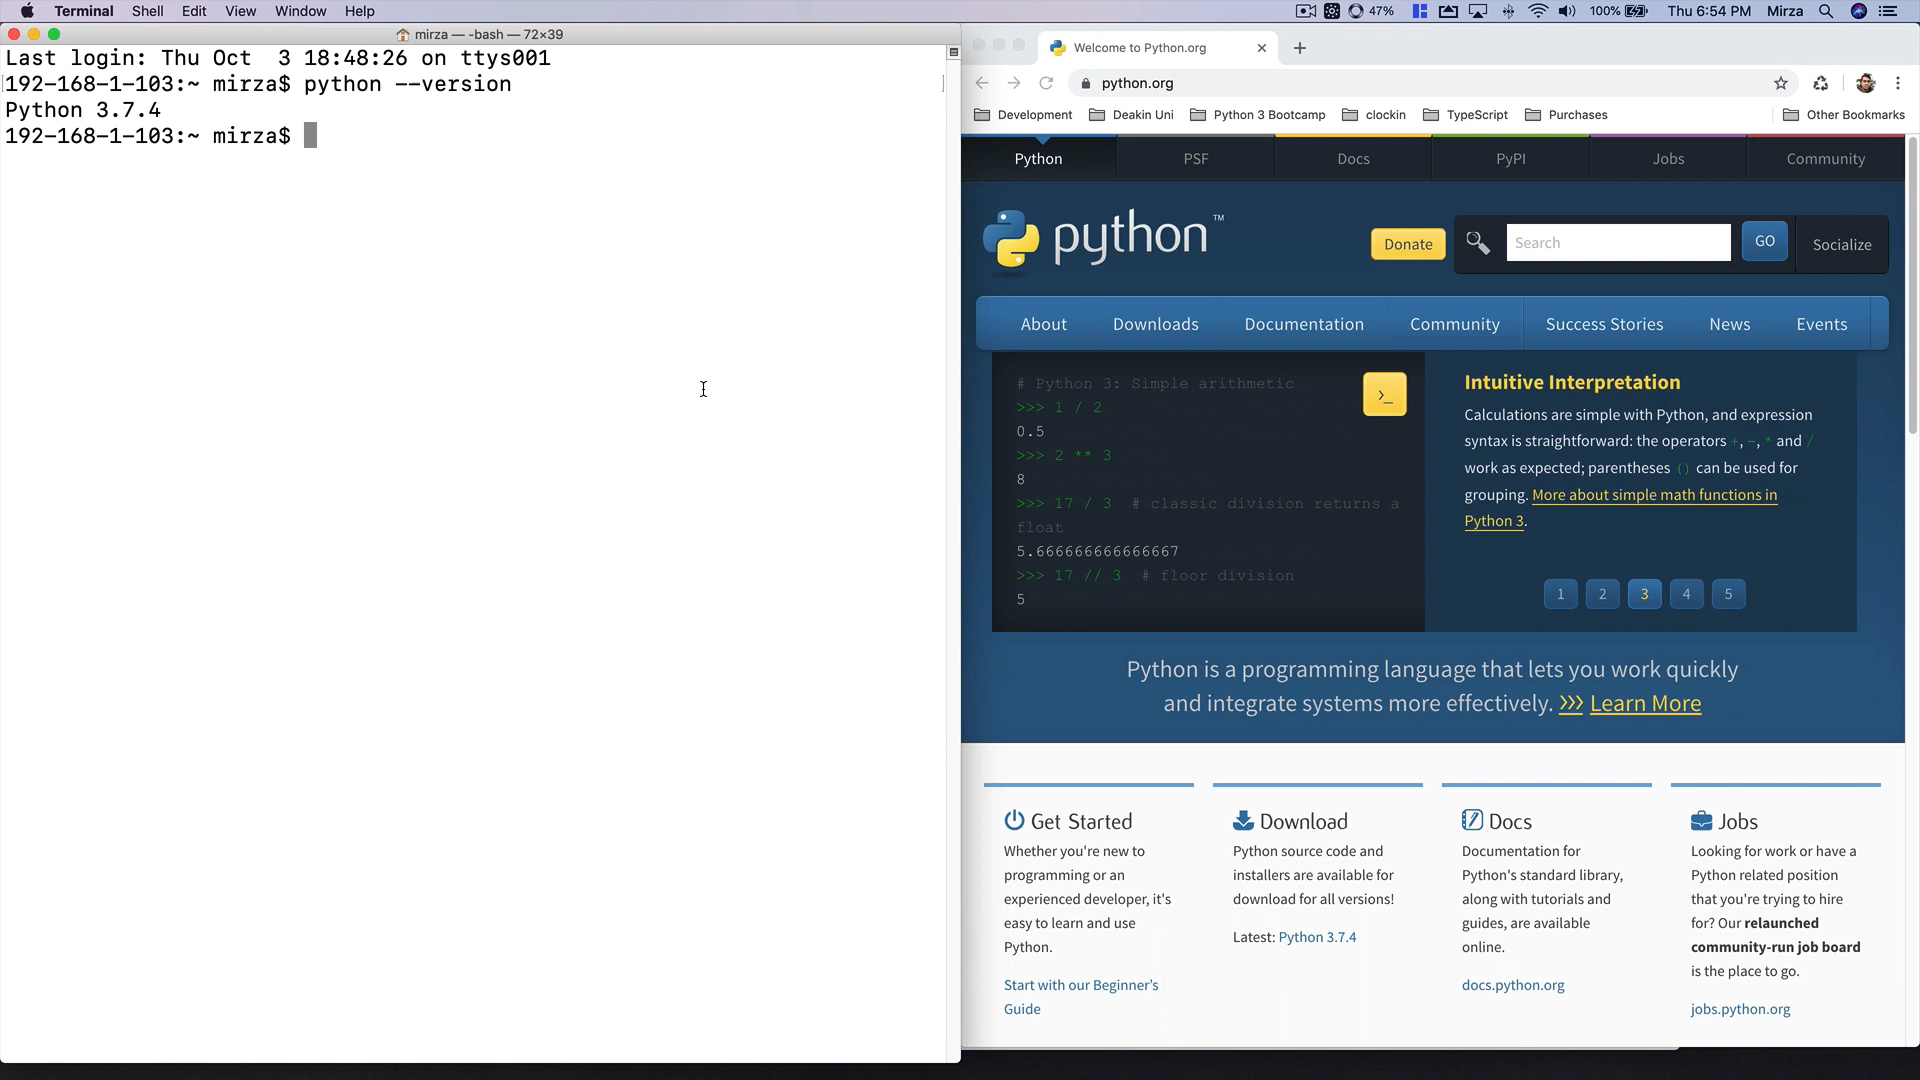 Terminal Shell Edit View Window Help
47% 100% Thu 6:54 PM Mirza
mirza — -bash — 72×39
Last login: Thu Oct  3 18:48:26 on ttys001
192-168-1-103:~ mirza$ python --version
Python 3.7.4
192-168-1-103:~ mirza$
Welcome to Python.org
python.org
Development Deakin Uni Python 3 Bootcamp clockin TypeScript Purchases Other Bookmarks
Python PSF Docs PyPI Jobs Community
python™
Donate Search GO Socialize
About Downloads Documentation Community Success Stories News Events
# Python 3: Simple arithmetic
>>> 1 / 2
0.5
>>> 2 ** 3
8
>>> 17 / 3  # classic division returns a
float
5.666666666666667
>>> 17 // 3  # floor division
5
>_
Intuitive Interpretation
Calculations are simple with Python, and expression
syntax is straightforward: the operators +, -, * and /
work as expected; parentheses () can be used for
grouping. More about simple math functions in
Python 3.
1 2 3 4 5
Python is a programming language that lets you work quickly
and integrate systems more effectively. >>> Learn More
Get Started
Whether you're new to
programming or an
experienced developer, it's
easy to learn and use
Python.
Start with our Beginner's
Guide
Download
Python source code and
installers are available for
download for all versions!
Latest: Python 3.7.4
Docs
Documentation for
Python's standard library,
along with tutorials and
guides, are available
online.
docs.python.org
Jobs
Looking for work or have a
Python related position
that you're trying to hire
for? Our relaunched
community-run job board
is the place to go.
jobs.python.org